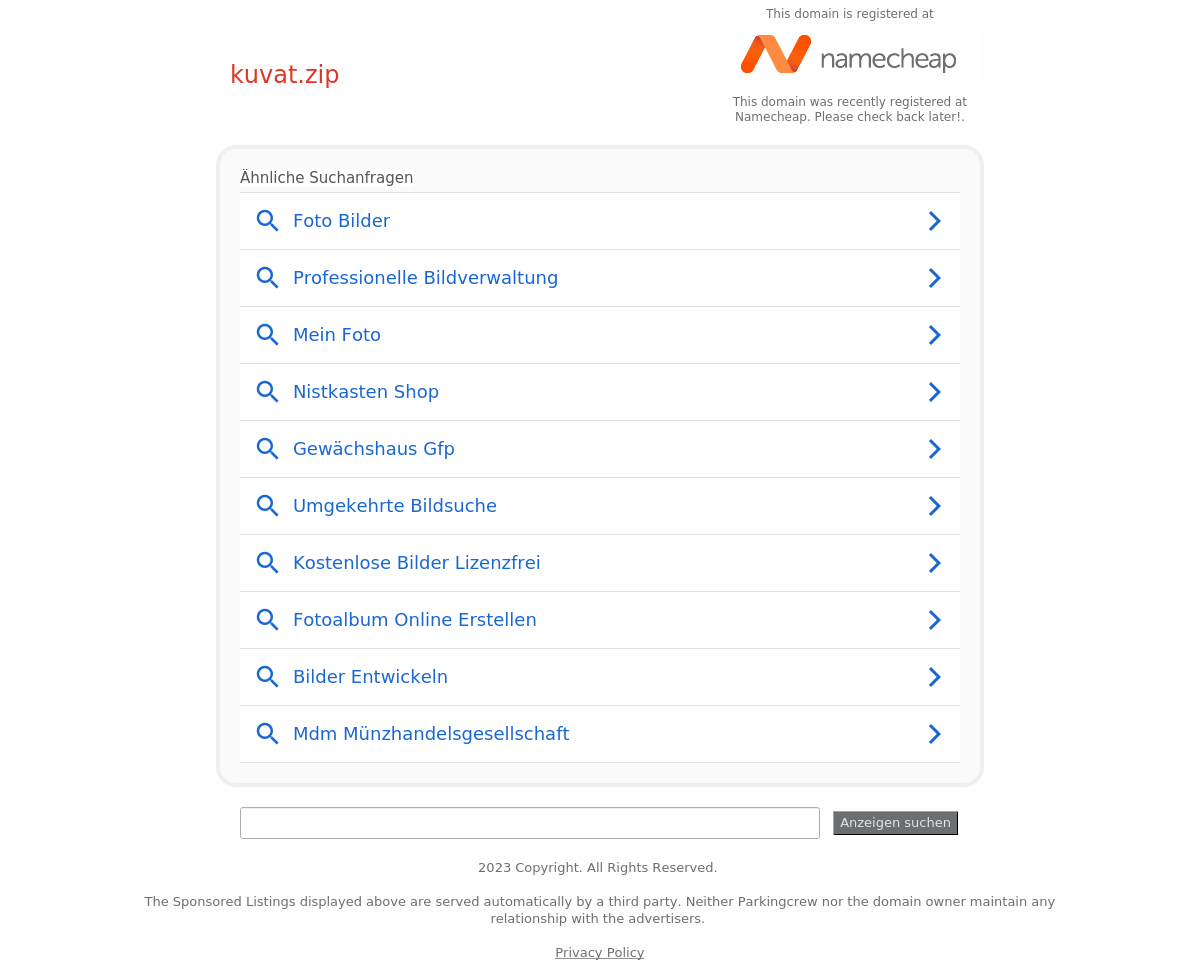 This domain is registered at
namecheap
kuvat.zip
This domain was recently registered at
Namecheap. Please check back later!.
Ähnliche Suchanfragen
Foto Bilder
Professionelle Bildverwaltung
Mein Foto
Nistkasten Shop
Gewächshaus Gfp
Umgekehrte Bildsuche
Kostenlose Bilder Lizenzfrei
Fotoalbum Online Erstellen
Bilder Entwickeln
Mdm Münzhandelsgesellschaft
Anzeigen suchen
2023 Copyright. All Rights Reserved.
The Sponsored Listings displayed above are served automatically by a third party. Neither Parkingcrew nor the domain owner maintain any
relationship with the advertisers.
Privacy Policy